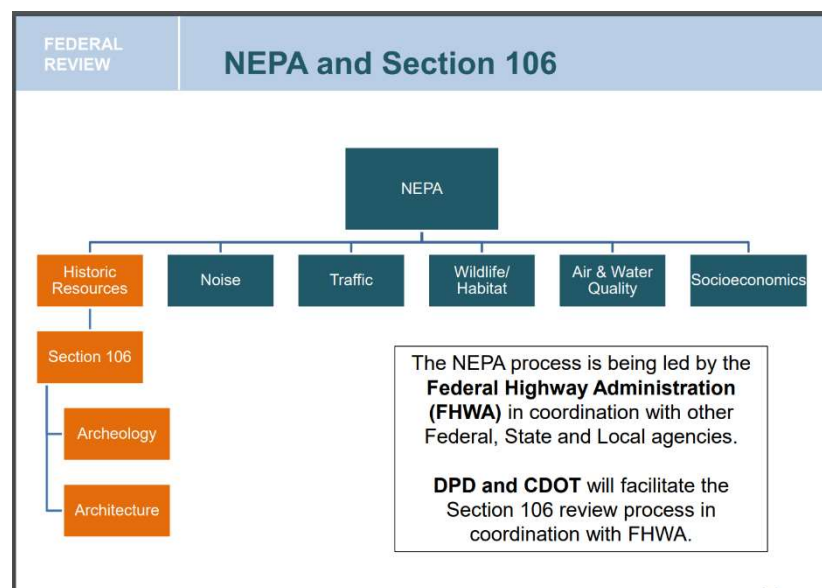 FEDERAL
REVIEW
NEPA and Section 106
NEPA
Historic
Resources
Noise
Traffic
Wildlife/
Habitat
Air & Water
Quality
Socioeconomics
Section 106
Archeology
Architecture
The NEPA process is being led by the
Federal Highway Administration
(FHWA) in coordination with other
Federal, State and Local agencies.
DPD and CDOT will facilitate the
Section 106 review process in
coordination with FHWA.